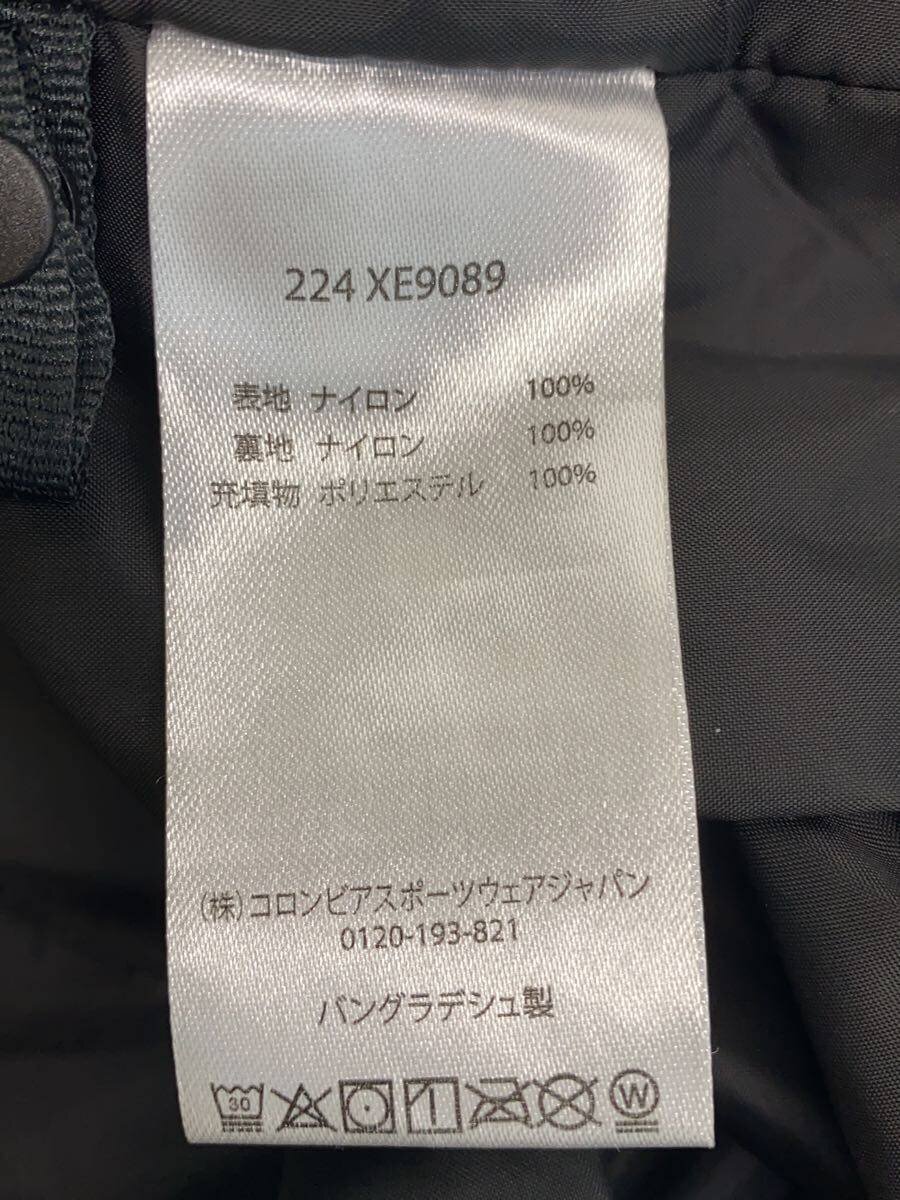 224 XE9089
表地 ナイロン 100%
裏地 ナイロン 100%
充填物 ポリエステル 100%
(株)コロンビアスポーツウェアジャパン
0120-193-821
バングラデシュ製
30 W